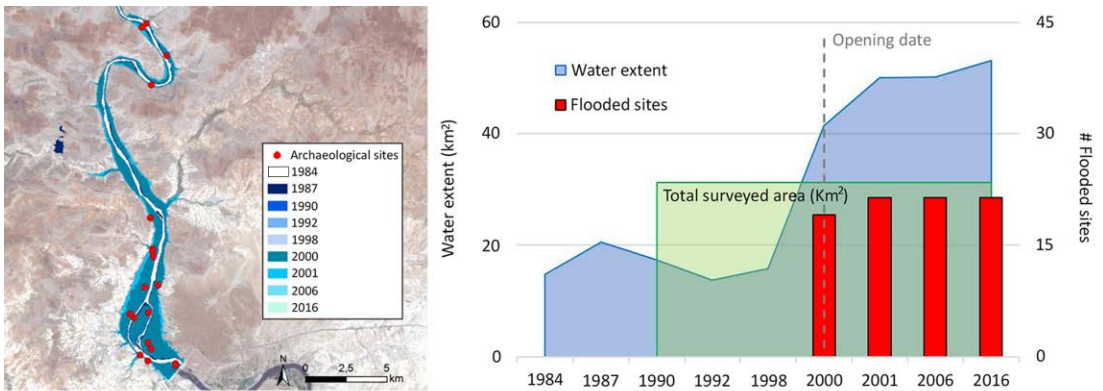 Archaeological sites
1984
1987
1990
1992
1998
2000
2001
2006
2016
N
0 2,5 5
km
60
40
20
0
Water extent (km²)
Opening date
Water extent
Flooded sites
Total surveyed area (Km²)
45
30
15
0
# Flooded sites
1984 1987 1990 1992 1998 2000 2001 2006 2016